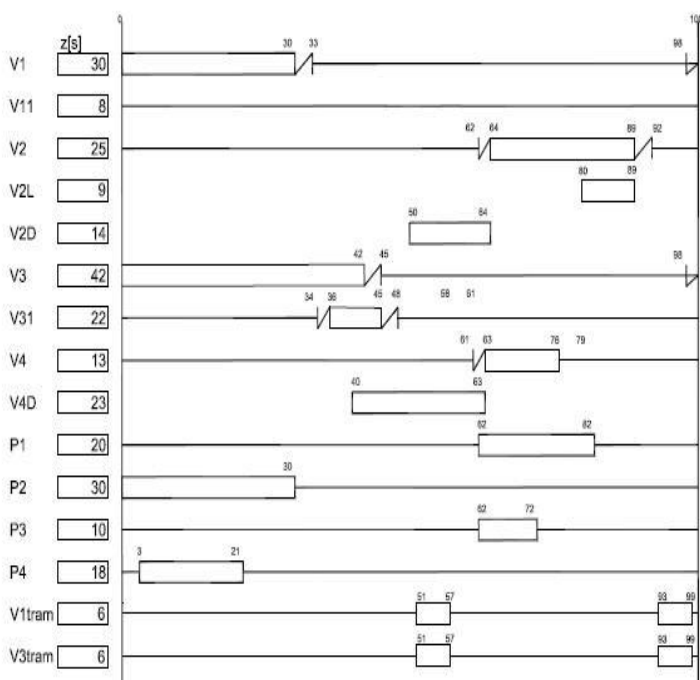 0 10
z[s]
30 33 98
V1 30
V11 8
62 64 89 92
V2 25
80 89
V2L 9
50 64
V2D 14
42 45 98
V3 42
34 36 45 48 59 61
V31 22
61 63 76 79
V4 13
40 63
V4D 23
62 82
P1 20
30
P2 30
62 72
P3 10
3 21
P4 18
51 57 93 99
V1tram 6
51 57 93 99
V3tram 6